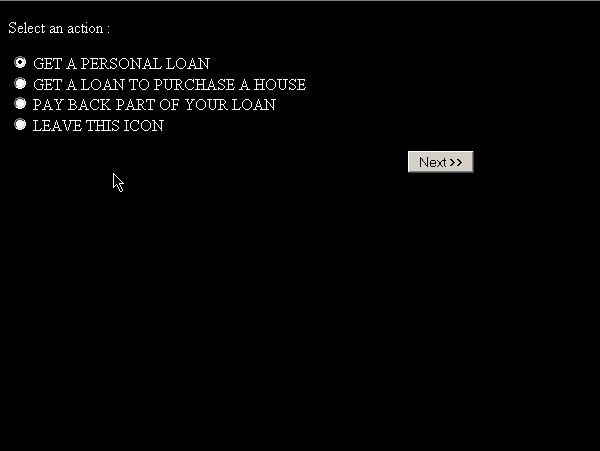 Select an action :
GET A PERSONAL LOAN
GET A LOAN TO PURCHASE A HOUSE
PAY BACK PART OF YOUR LOAN
LEAVE THIS ICON
Next >>